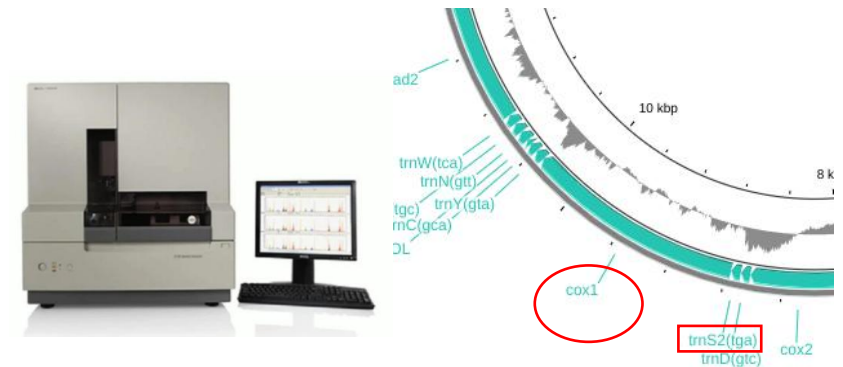 ad2
10 kbp
trnW(tca)
trnN(gtt)
8 k
(tgc)
trnY(gta)
rnC(gca)
OL
cox1
trnS2(tga)
cox2
trnD(gtc)